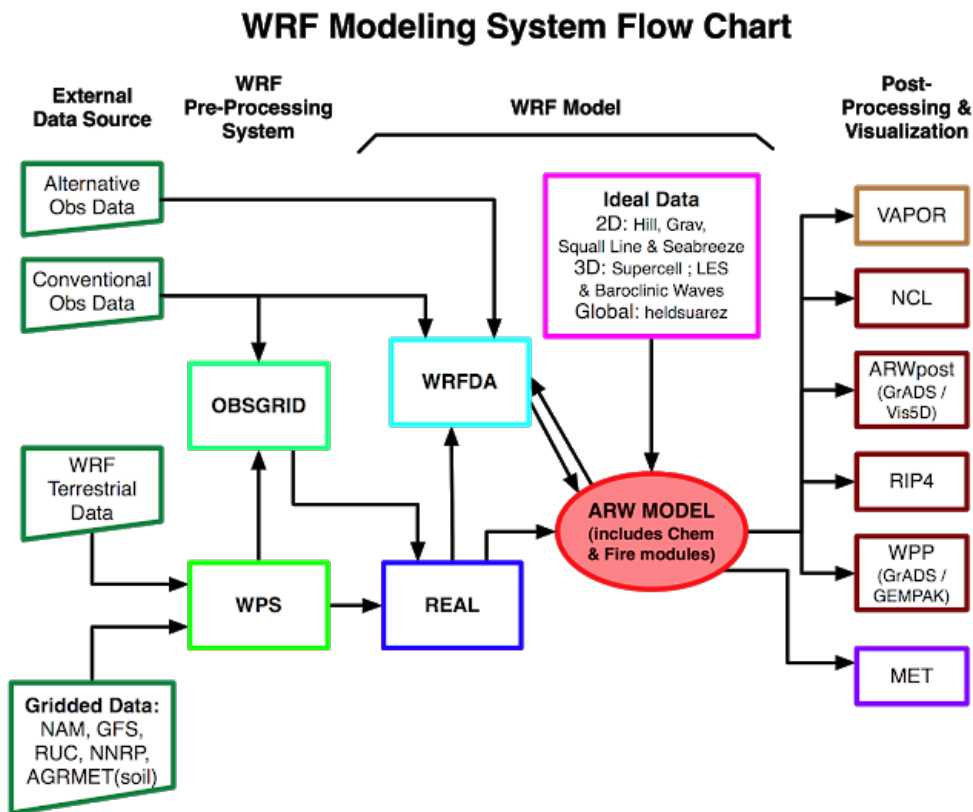 WRF Modeling System Flow Chart
External
Data Source
WRF
Pre-Processing
System
WRF Model
Post-
Processing &
Visualization
Alternative
Obs Data
Conventional
Obs Data
WRF
Terrestrial
Data
Gridded Data:
NAM, GFS,
RUC, NNRP,
AGRMET(soil)
OBSGRID
WPS
WRFDA
REAL
Ideal Data
2D: Hill, Grav,
Squall Line & Seabreeze
3D: Supercell ; LES
& Baroclinic Waves
Global: heldsuarez
ARW MODEL
(includes Chem
& Fire modules)
VAPOR
NCL
ARWpost
(GrADS /
Vis5D)
RIP4
WPP
(GrADS /
GEMPAK)
MET